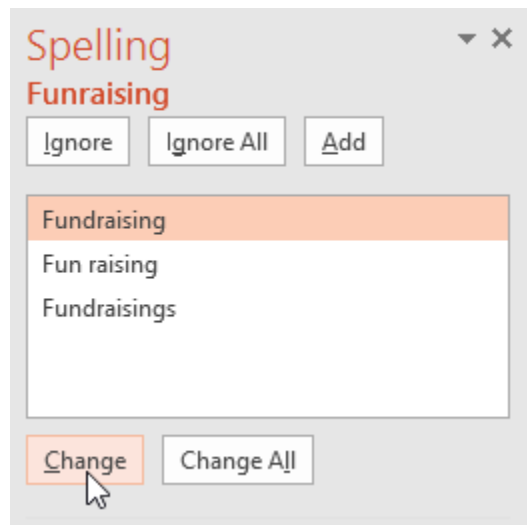 Spelling
Funraising
Ignore Ignore All Add
Fundraising
Fun raising
Fundraisings
Change Change All